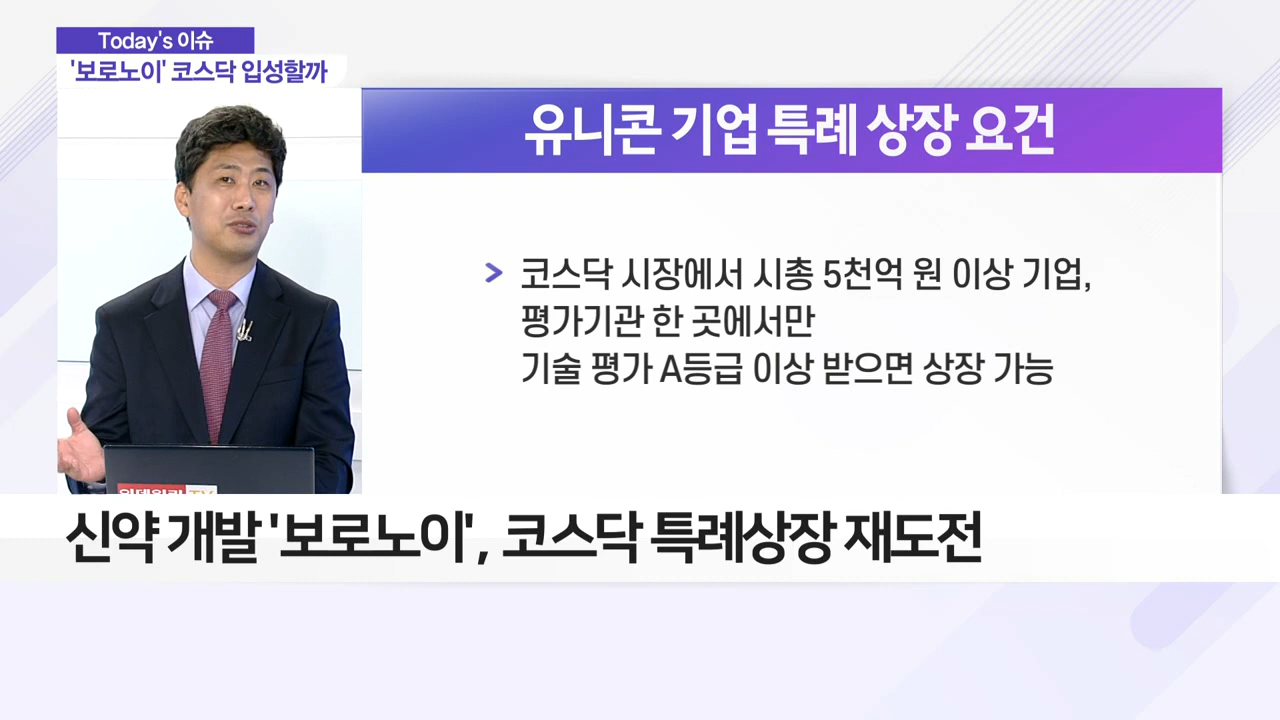 Today's 이슈
'보로노이' 코스닥 입성할까
유니콘 기업 특례 상장 요건
코스닥 시장에서 시총 5천억 원 이상 기업,
평가기관 한 곳에서만
기술 평가 A등급 이상 받으면 상장 가능
신약 개발 '보로노이', 코스닥 특례상장 재도전